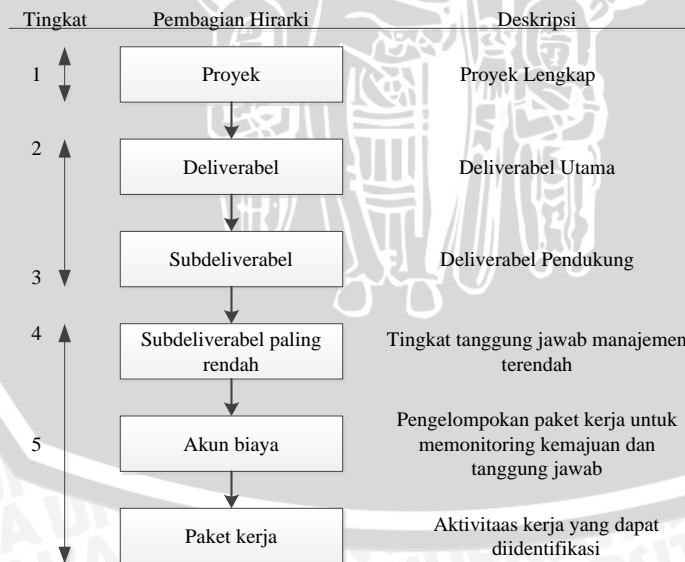 Tingkat Pembagian Hirarki Deskripsi
1 Proyek Proyek Lengkap
2
Deliverabel Deliverabel Utama
Subdeliverabel Deliverabel Pendukung
3
4 Subdeliverabel paling Tingkat tanggung jawab manajemen
rendah terendah
Pengelompokan paket kerja untuk
5 Akun biaya memonitoring kemajuan dan
tanggung jawab
Paket kerja Aktivitaas kerja yang dapat
diidentifikasi